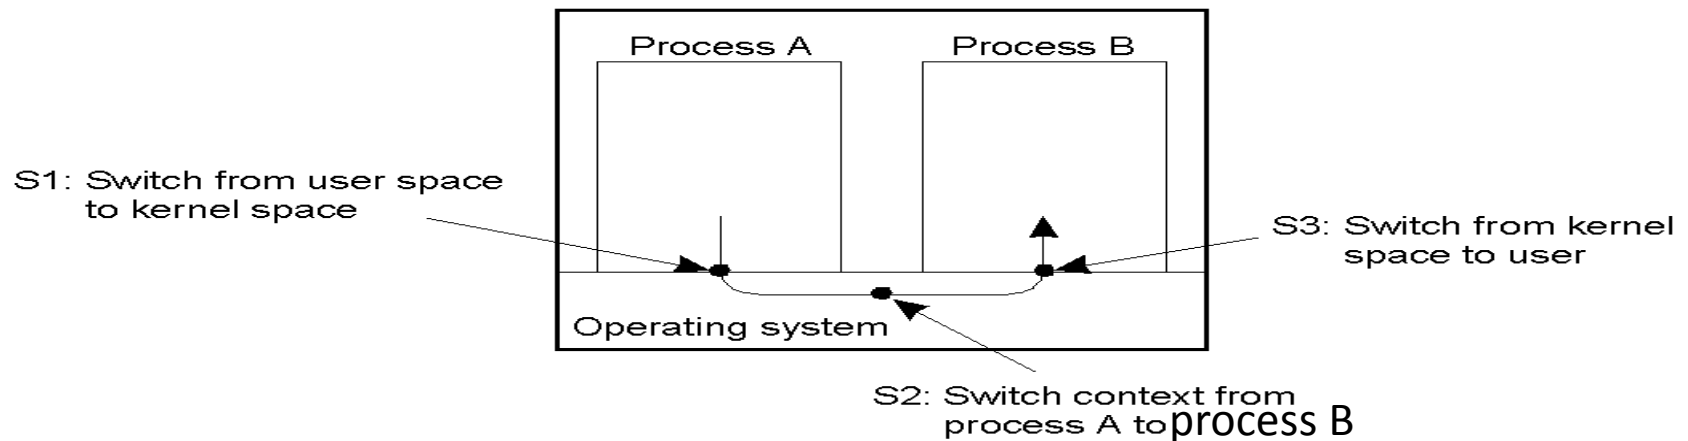 Process A
Process B
S1: Switch from user space
to kernel space
S3: Switch from kernel
space to user
Operating system
S2: Switch context from
process A to process B